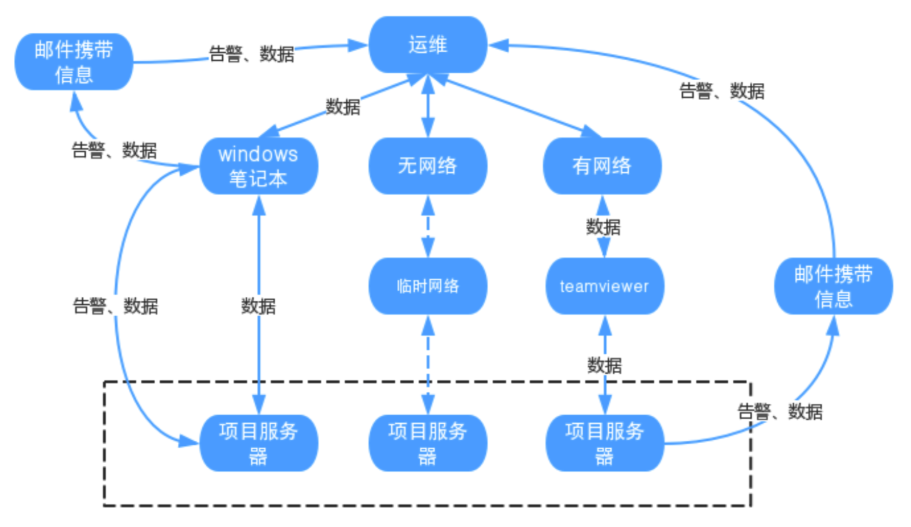 运维
邮件携带
信息
告警、数据
告警、数据
数据
告警、数据
windows
笔记本
无网络
有网络
数据
临时网络
teamviewer
邮件携带
信息
告警、数据
数据
数据
告警、数据
项目服务
器
项目服务
器
项目服务
器